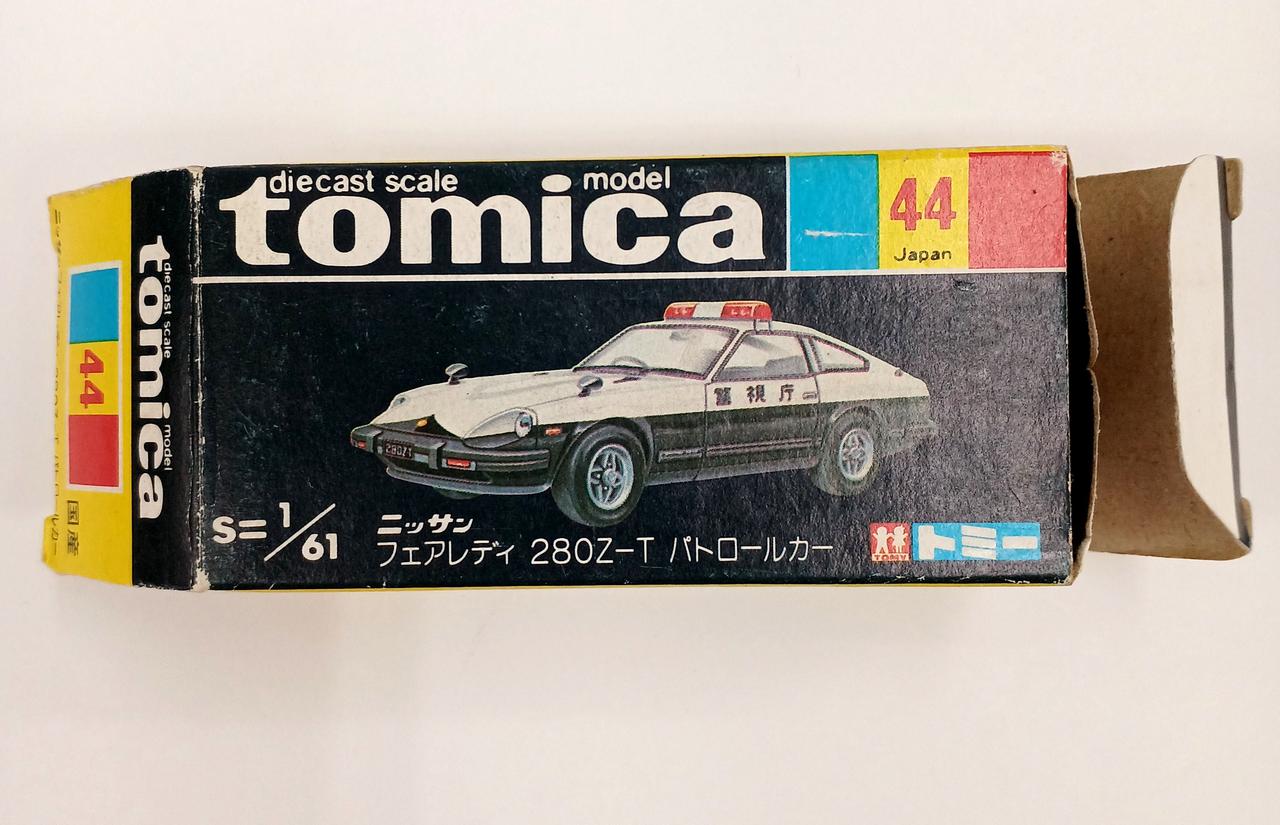 diecast scale model
tomica
44
Japan
警視庁
280Z-T
S=1/61
ニッサン
フェアレディ 280Z-T パトロールカー
TOMY
トミー
diecast scale model
tomica
44
国産